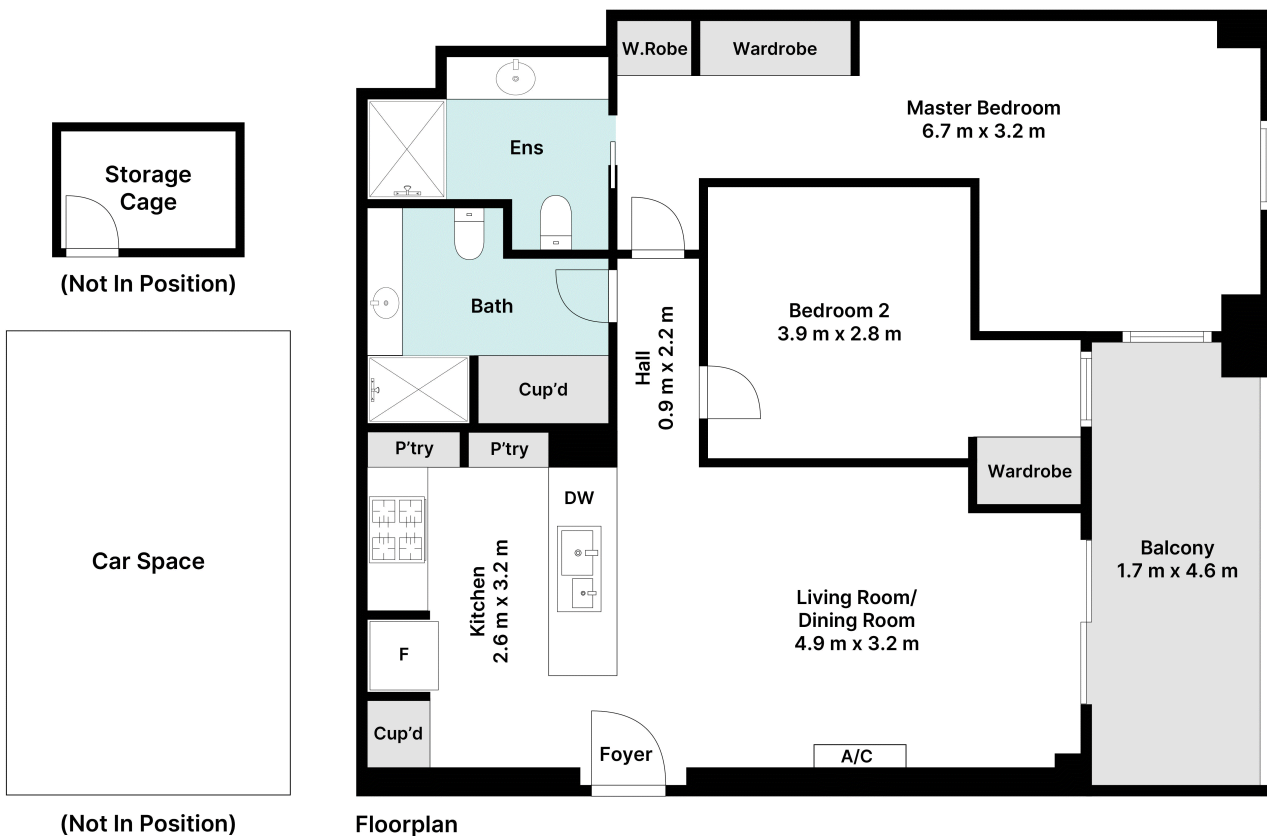 W.Robe
Wardrobe
Master Bedroom
6.7 m x 3.2 m
Ens
Storage
Cage
(Not In Position)
Bath
Hall
0.9 m x 2.2 m
Bedroom 2
3.9 m x 2.8 m
Cup’d
P’try
P’try
Wardrobe
DW
Car Space
Kitchen
2.6 m x 3.2 m
Balcony
1.7 m x 4.6 m
Living Room/
Dining Room
4.9 m x 3.2 m
F
Cup’d
Foyer
A/C
(Not In Position)
Floorplan